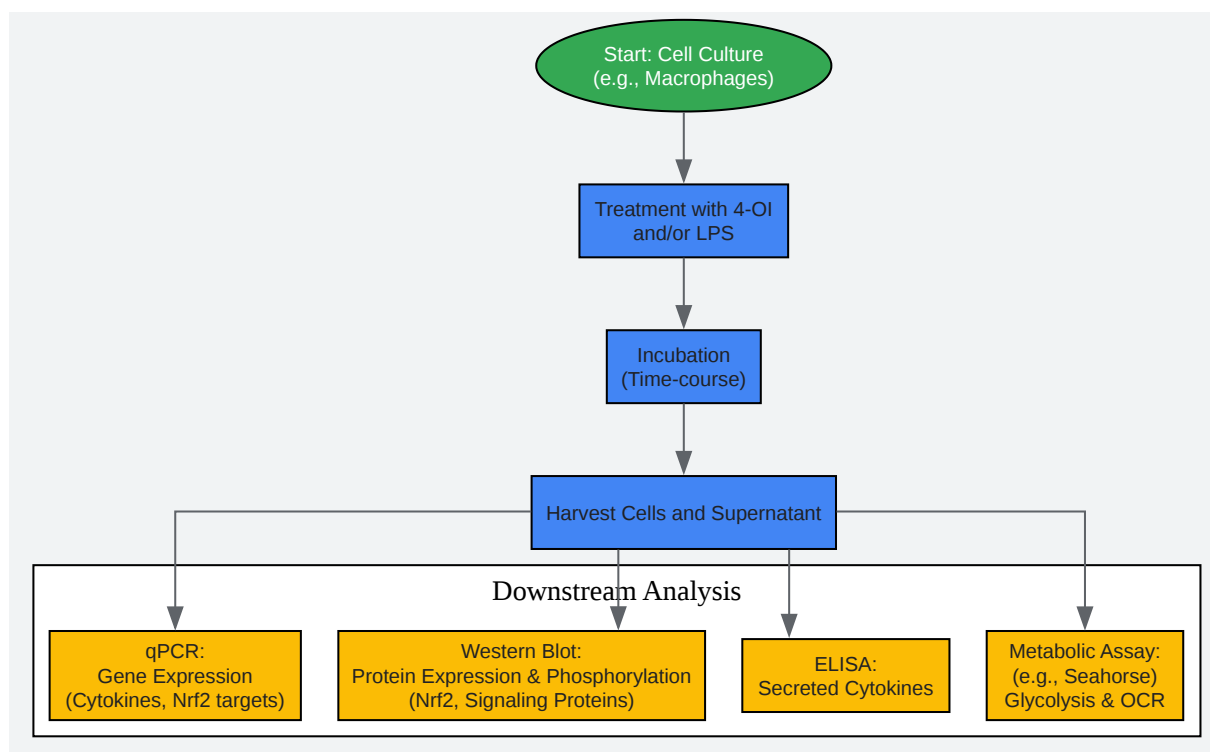 Start: Cell Culture
(e.g., Macrophages)
Treatment with 4-OI
and/or LPS
Incubation
(Time-course)
Harvest Cells and Supernatant
Downstream Analysis
qPCR:
Gene Expression
(Cytokines, Nrf2 targets)
Western Blot:
Protein Expression & Phosphorylation
(Nrf2, Signaling Proteins)
ELISA:
Secreted Cytokines
Metabolic Assay:
(e.g., Seahorse)
Glycolysis & OCR